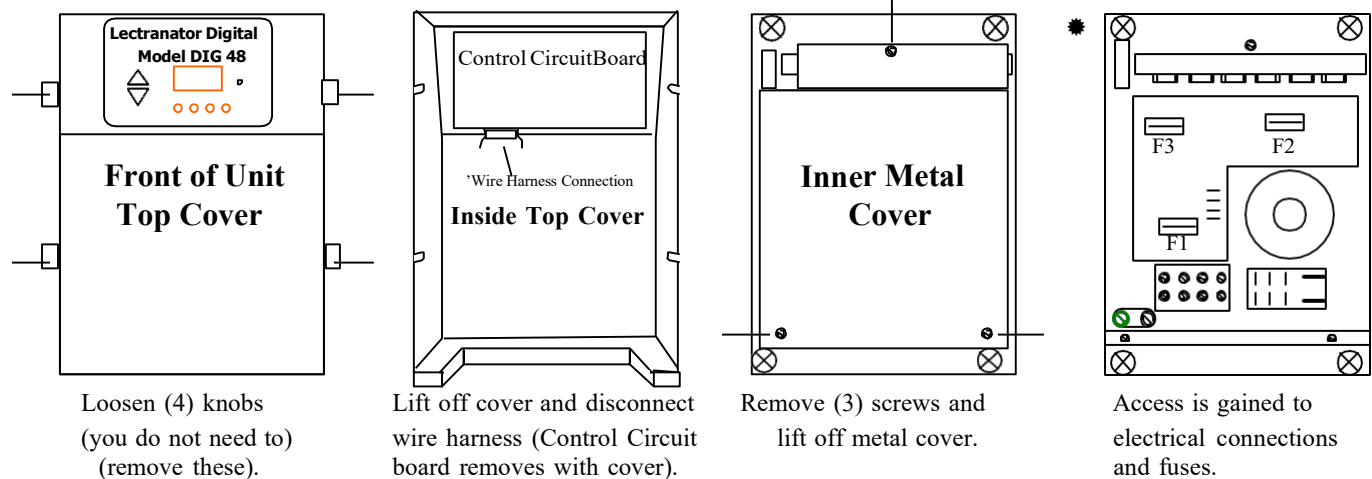 Lectranator Digital
Model DIG 48
Front of Unit
Top Cover
Loosen (4) knobs
(you do not need to)
(remove these).
Control CircuitBoard
’Wire Harness Connection
Inside Top Cover
Lift off cover and disconnect
wire harness (Control Circuit
board removes with cover).
Inner Metal
Cover
Remove (3) screws and
lift off metal cover.
F3
F2
F1
Access is gained to
electrical connections
and fuses.